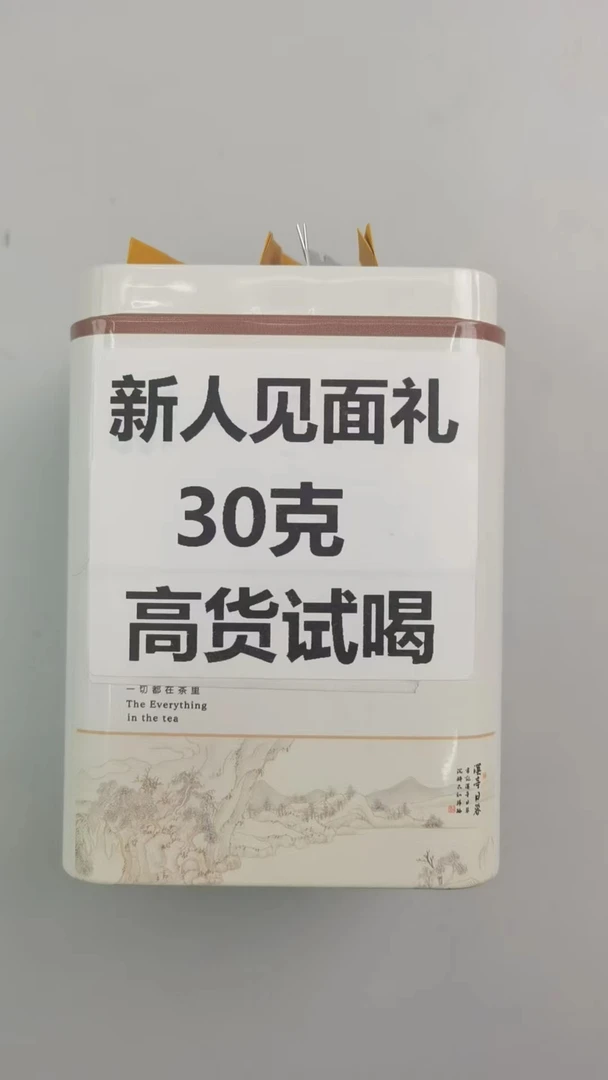 新人见面礼
30克
高货试喝
一切都在茶里
The Everything
in the tea